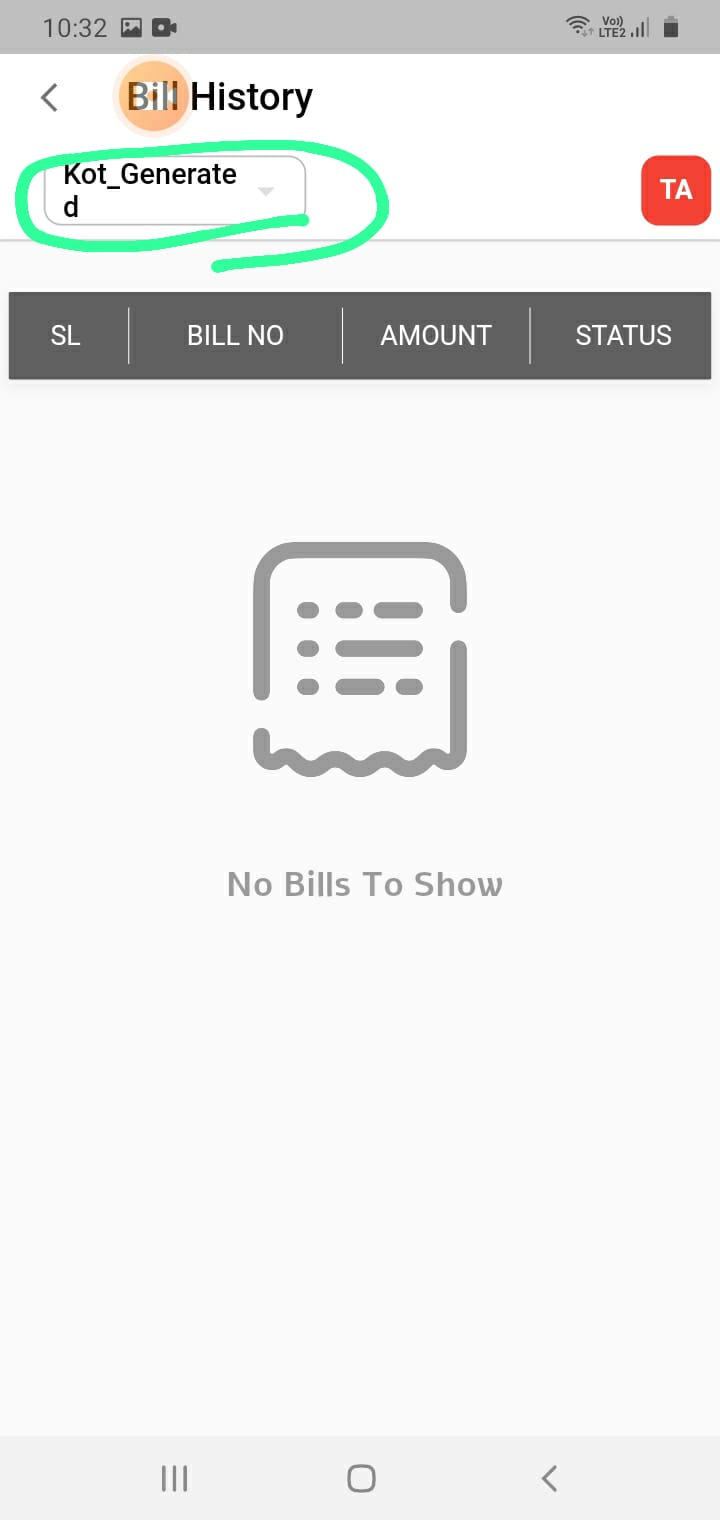 10:32
Vo))
LTE2
Bill History
Kot_Generate
d
TA
SL BILL NO AMOUNT STATUS
No Bills To Show